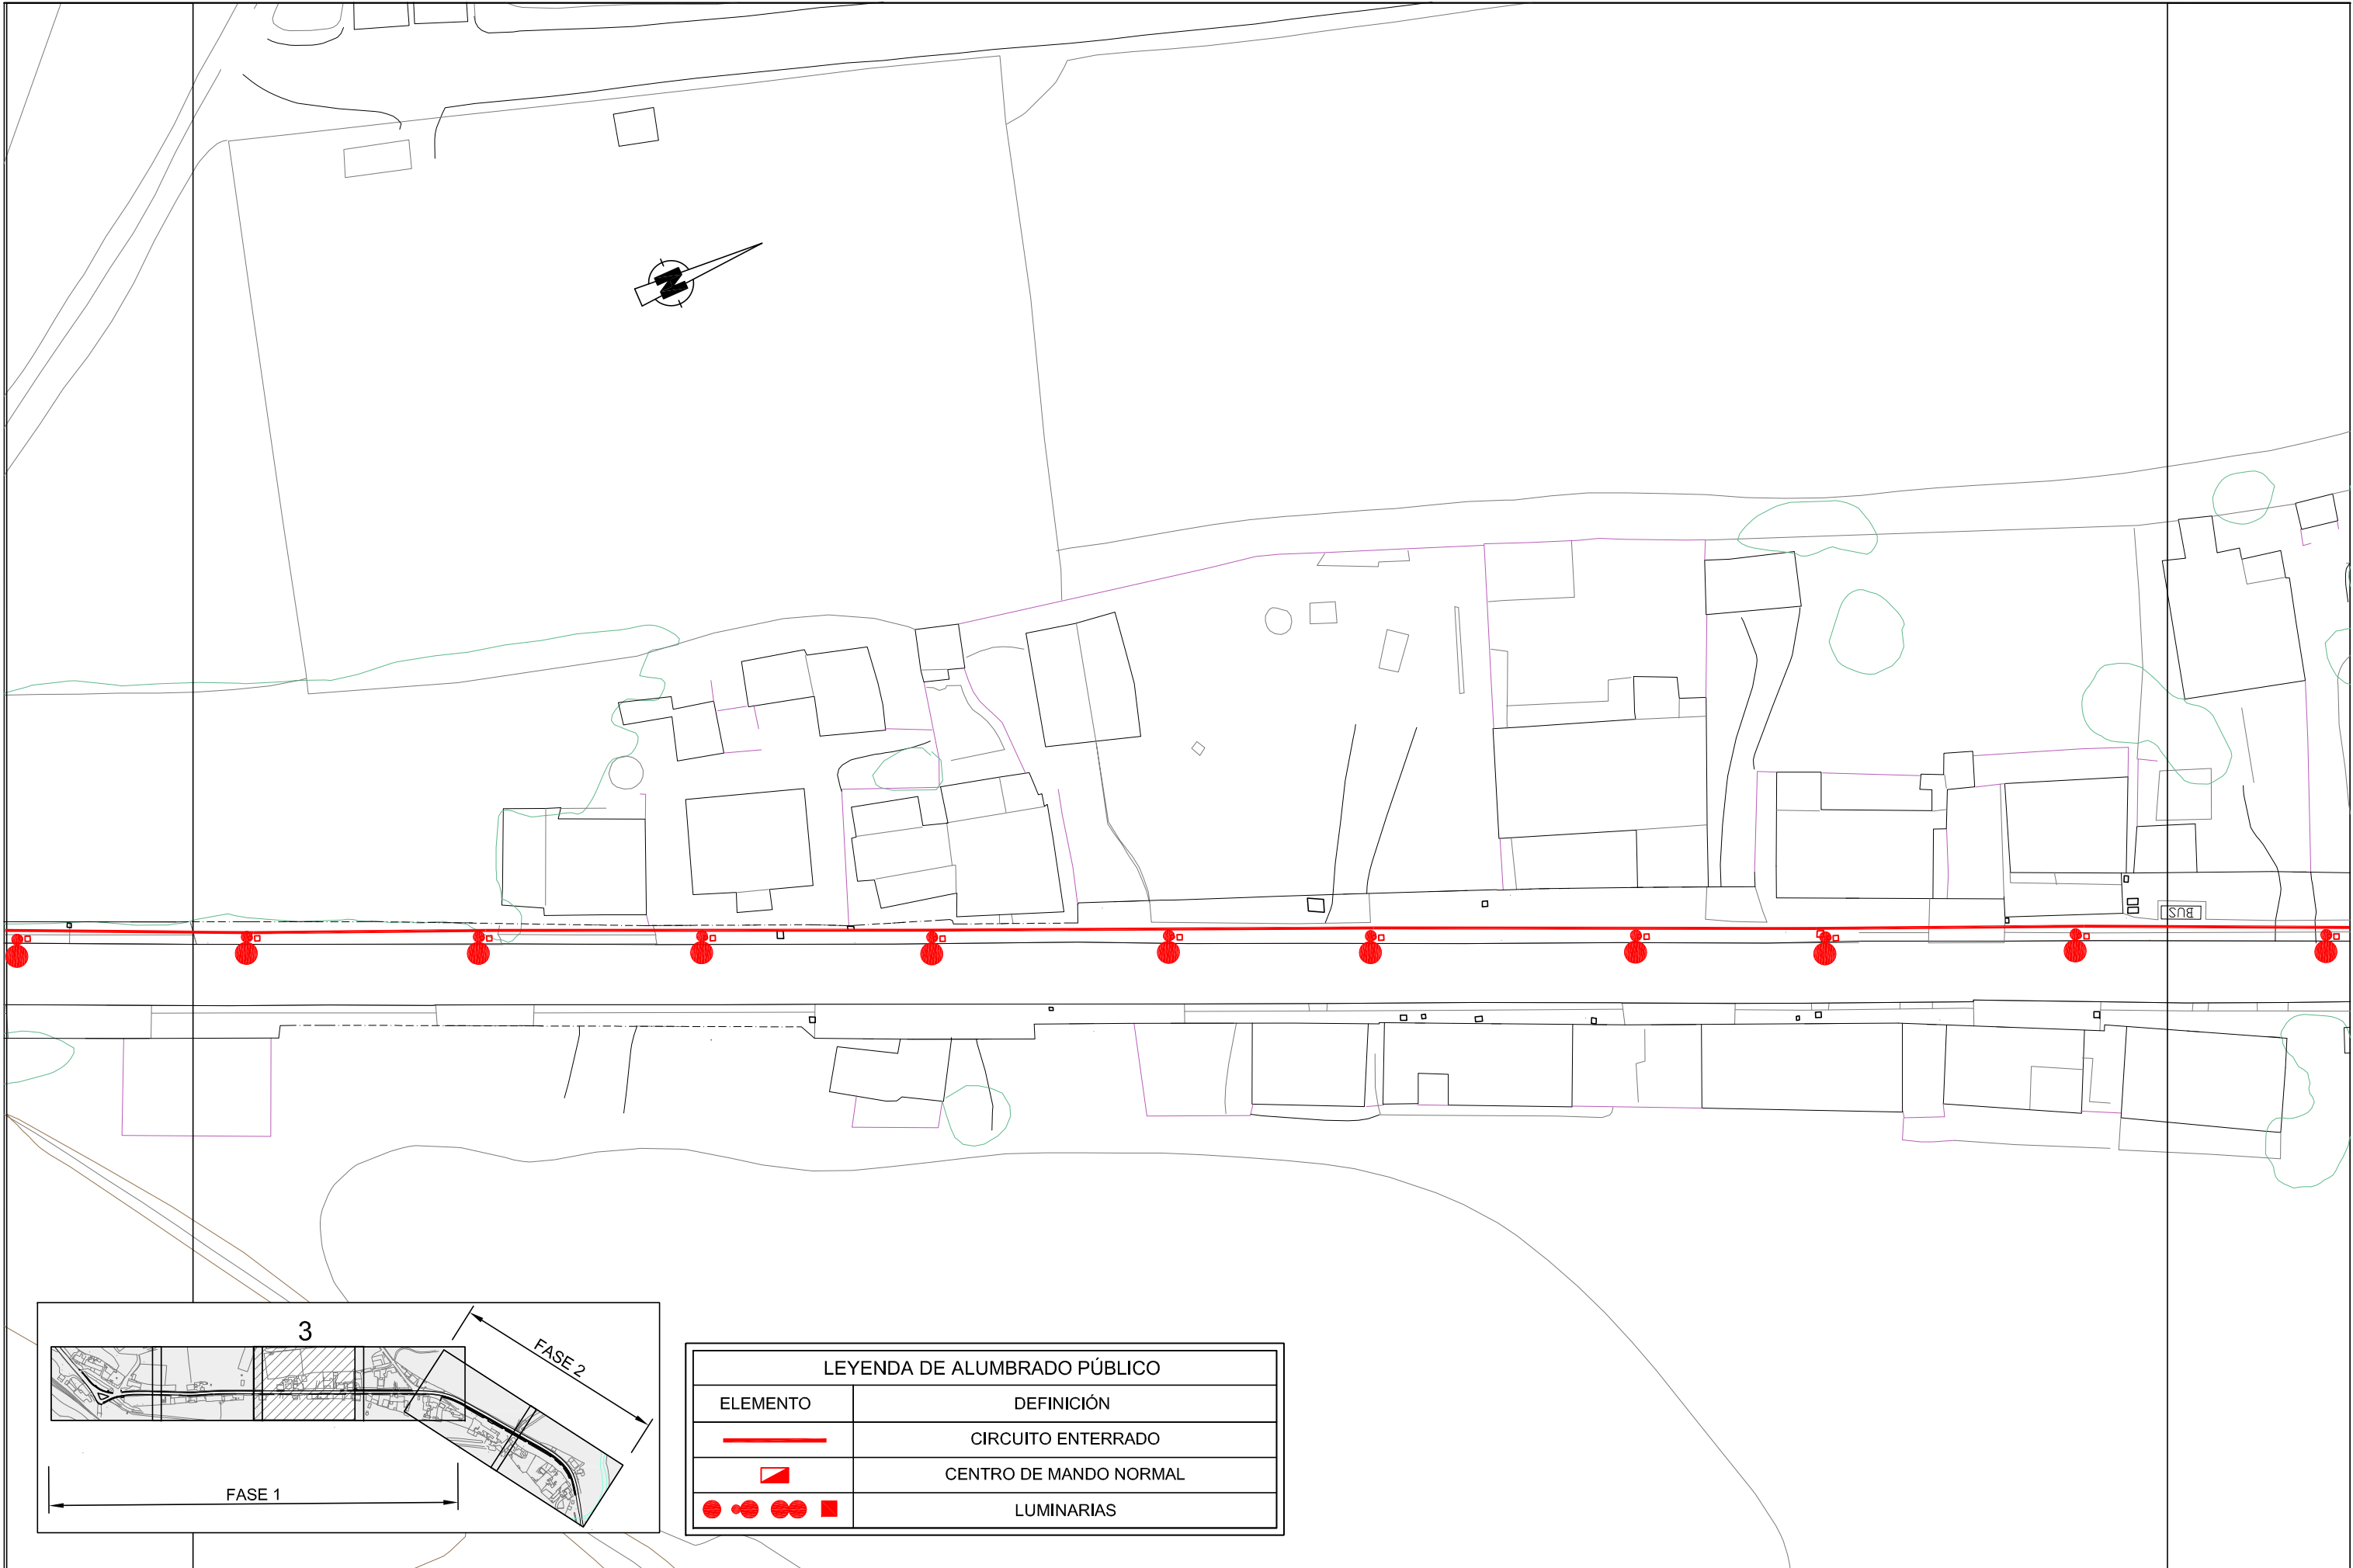 N
BUS
3
FASE 2
FASE 1
LEYENDA DE ALUMBRADO PÚBLICO
ELEMENTO DEFINICIÓN
CIRCUITO ENTERRADO
CENTRO DE MANDO NORMAL
LUMINARIAS